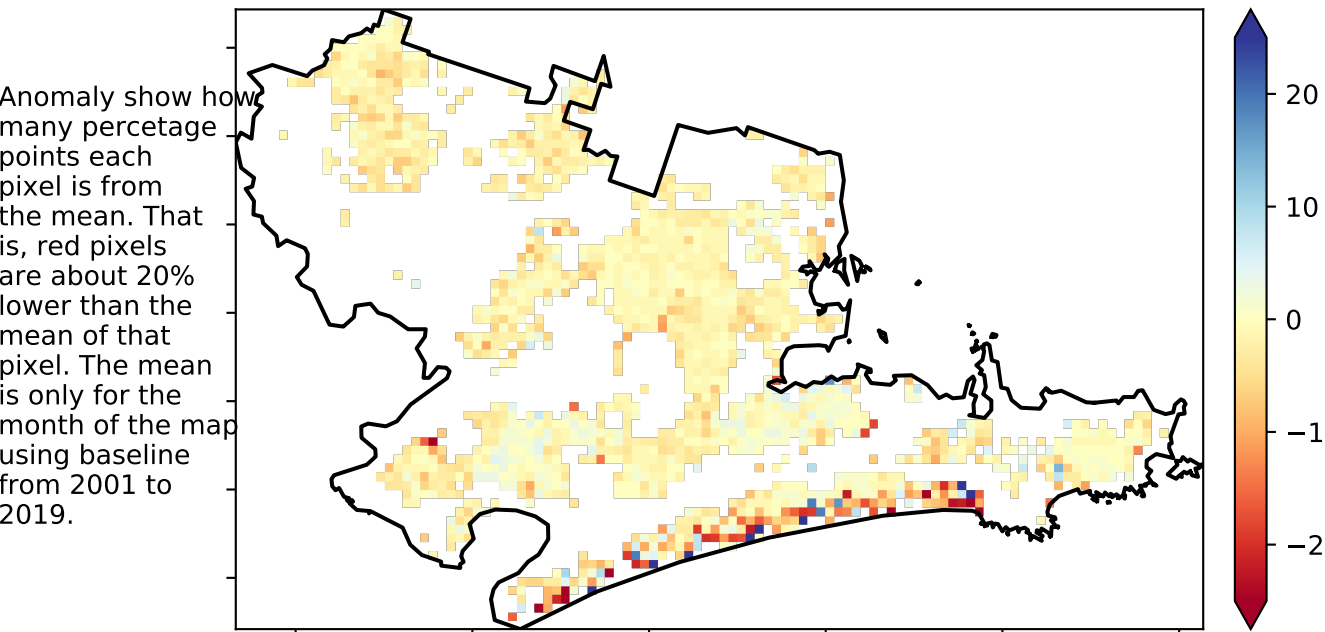 Anomaly show how
many percetage
points each
pixel is from
the mean. That
is, red pixels
are about 20%
lower than the
mean of that
pixel. The mean
is only for the
month of the map
using baseline
from 2001 to
2019.
20
10
0
−1
−2